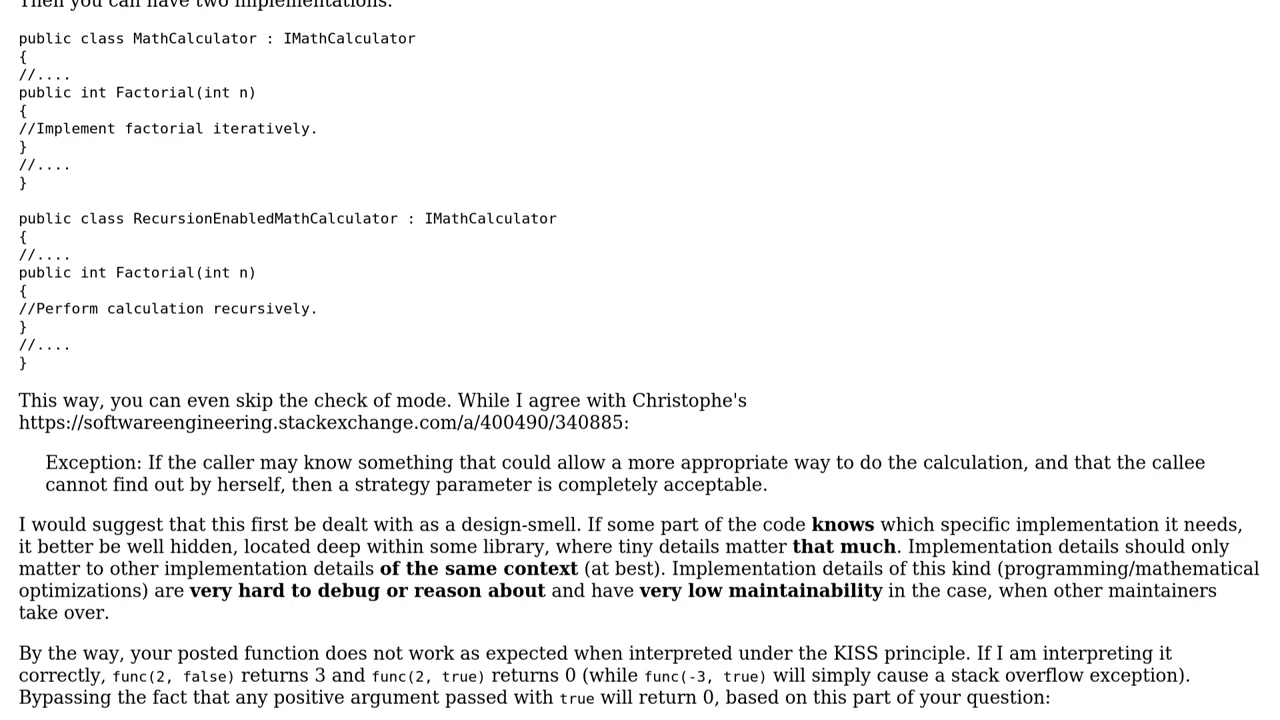 Then you can have two implementations:
public class MathCalculator : IMathCalculator
{
//....
public int Factorial(int n)
{
//Implement factorial iteratively.
}
//....
}
public class RecursionEnabledMathCalculator : IMathCalculator
{
//....
public int Factorial(int n)
{
//Perform calculation recursively.
}
//....
}
This way, you can even skip the check of mode. While I agree with Christophe's
https://softwareengineering.stackexchange.com/a/400490/340885:
Exception: If the caller may know something that could allow a more appropriate way to do the calculation, and that the callee
cannot find out by herself, then a strategy parameter is completely acceptable.
I would suggest that this first be dealt with as a design-smell. If some part of the code knows which specific implementation it needs,
it better be well hidden, located deep within some library, where tiny details matter that much. Implementation details should only
matter to other implementation details of the same context (at best). Implementation details of this kind (programming/mathematical
optimizations) are very hard to debug or reason about and have very low maintainability in the case, when other maintainers
take over.
By the way, your posted function does not work as expected when interpreted under the KISS principle. If I am interpreting it
correctly, func(2, false) returns 3 and func(2, true) returns 0 (while func(-3, true) will simply cause a stack overflow exception).
Bypassing the fact that any positive argument passed with true will return 0, based on this part of your question: